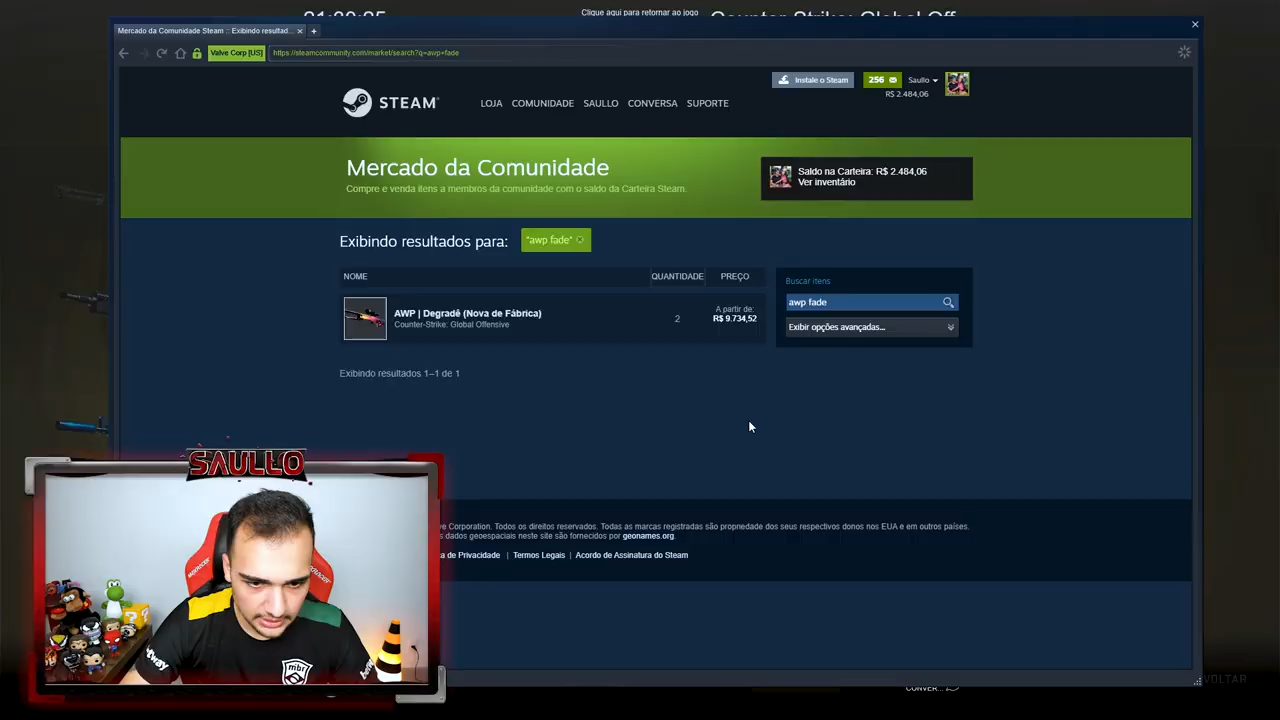 Clique aqui para retornar ao jogo
Mercado da Comunidade Steam :: Exibindo resultad...
Valve Corp [US]
https://steamcommunity.com/market/search?q=awp+fade
Instale o Steam
256
Saullo
R$ 2.484,06
STEAM
LOJA
COMUNIDADE
SAULLO
CONVERSA
SUPORTE
Mercado da Comunidade
Compre e venda itens a membros da comunidade com o saldo da Carteira Steam.
Saldo na Carteira: R$ 2.484,06
Ver inventário
Exibindo resultados para:
"awp fade"
NOME
QUANTIDADE
PREÇO
AWP | Degradê (Nova de Fábrica)
Counter-Strike: Global Offensive
2
A partir de:
R$ 9.734,52
Buscar itens
awp fade
Exibir opções avançadas...
Exibindo resultados 1–1 de 1
Corporation. Todos os direitos reservados. Todas as marcas registradas são propriedade dos seus respectivos donos nos EUA e em outros países.
dados geoespaciais neste site são fornecidos por geonames.org.
de Privacidade | Termos Legais | Acordo de Assinatura do Steam
SAULLO
mibr
VOLTAR